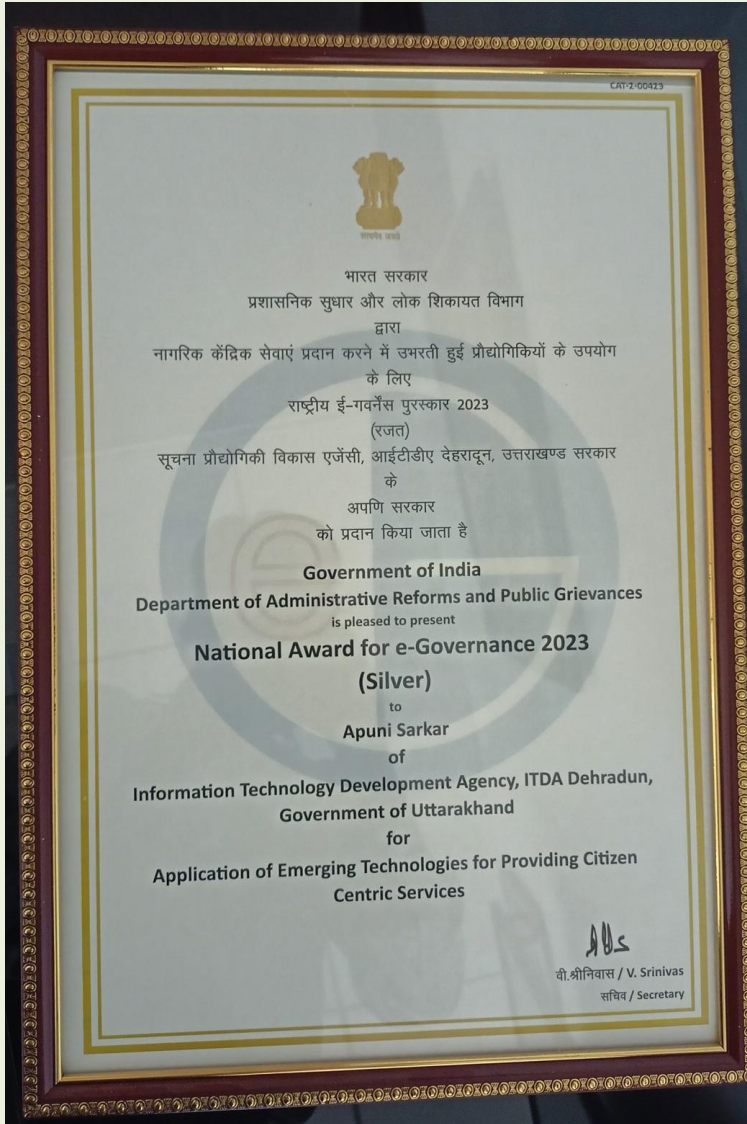 CAT-2-00423
सत्यमेव जयते
भारत सरकार
प्रशासनिक सुधार और लोक शिकायत विभाग
द्वारा
नागरिक केंद्रिक सेवाएं प्रदान करने में उभरती हुई प्रौद्योगिकियों के उपयोग
के लिए
राष्ट्रीय ई-गवर्नेंस पुरस्कार 2023
(रजत)
सूचना प्रौद्योगिकी विकास एजेंसी, आईटीडीए देहरादून, उत्तराखण्ड सरकार
के
अपणि सरकार
को प्रदान किया जाता है
Government of India
Department of Administrative Reforms and Public Grievances
is pleased to present
National Award for e-Governance 2023
(Silver)
to
Apuni Sarkar
of
Information Technology Development Agency, ITDA Dehradun,
Government of Uttarakhand
for
Application of Emerging Technologies for Providing Citizen
Centric Services
वी.श्रीनिवास / V. Srinivas
सचिव / Secretary